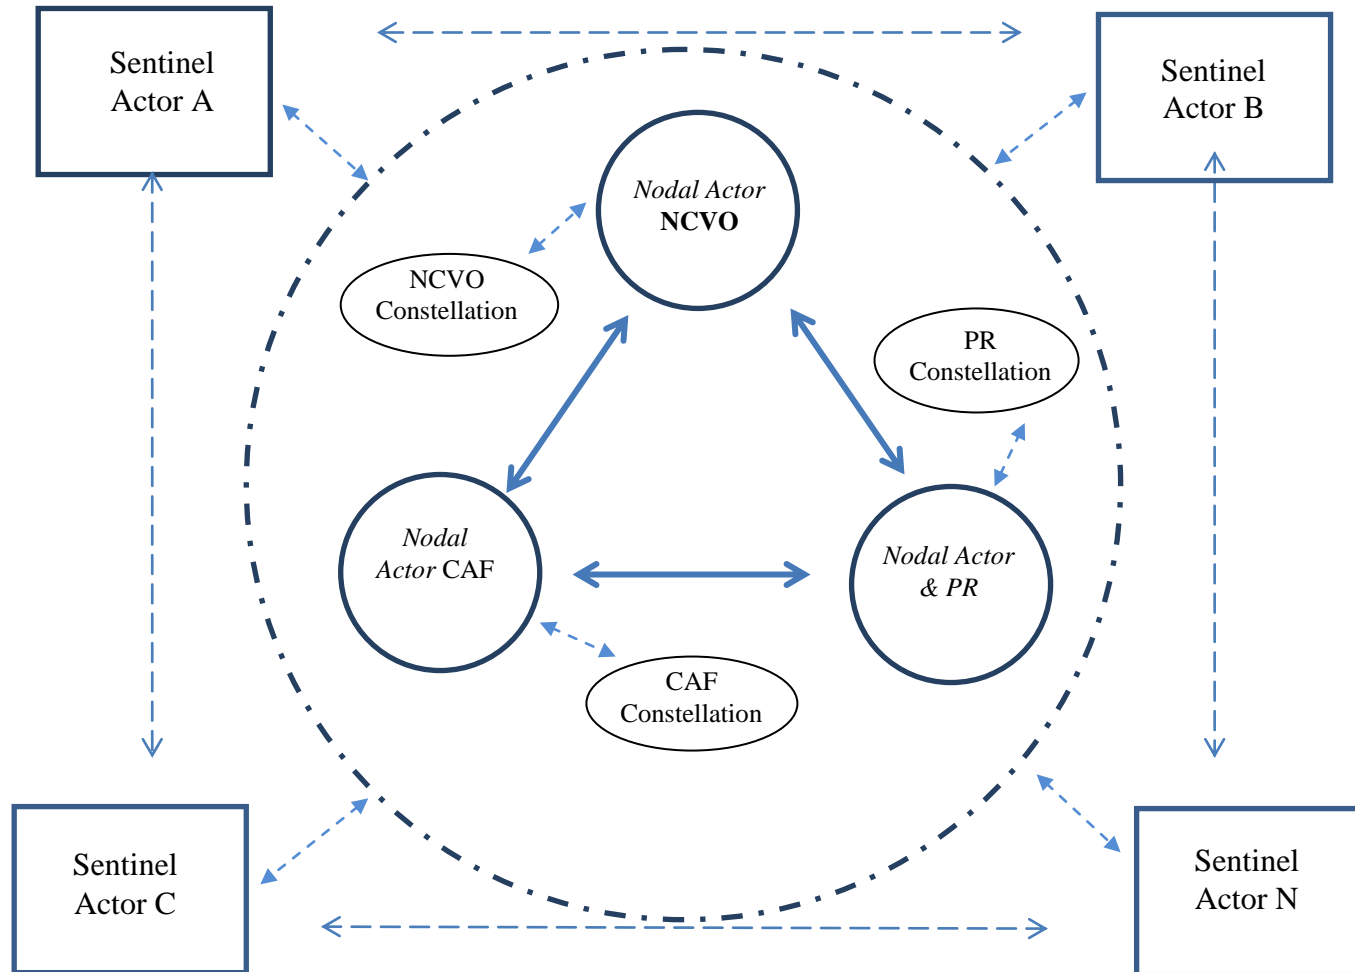 Sentinel
Actor A
Sentinel
Actor B
Nodal Actor
NCVO
NCVO
Constellation
PR
Constellation
Nodal
Actor CAF
Nodal Actor
& PR
CAF
Constellation
Sentinel
Actor C
Sentinel
Actor N